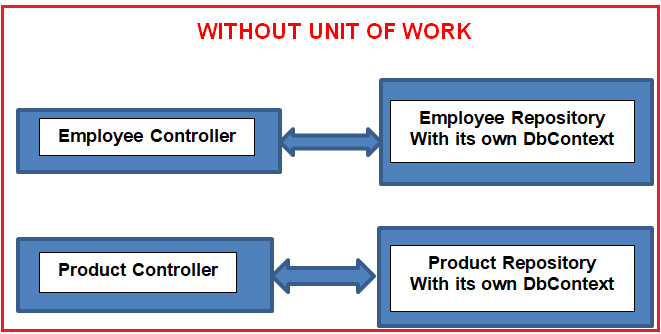 WITHOUT UNIT OF WORK
Employee Controller
Employee Repository
With its own DbContext
Product Controller
Product Repository
With its own DbContext